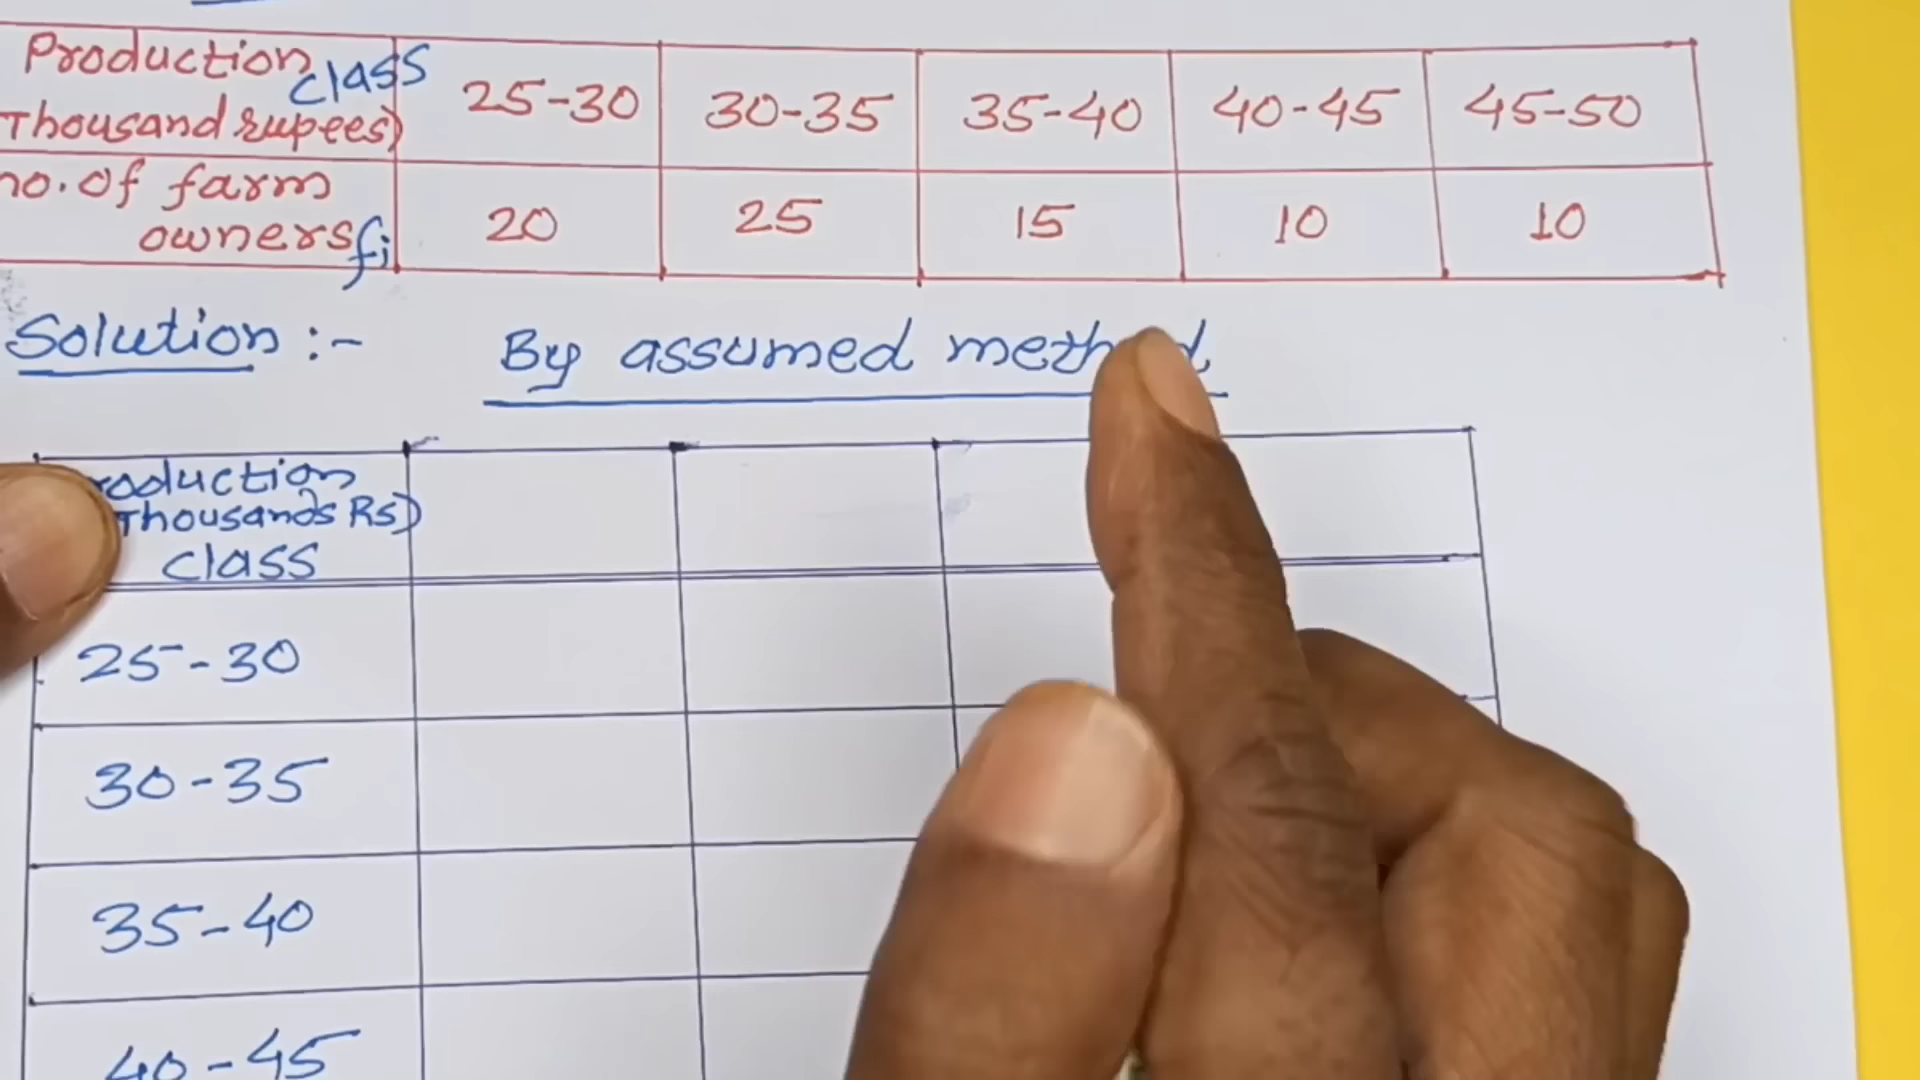 Production class 25-30 30-35 35-40 40-45 45-50
Thousand rupees)
no. of farm
owners fi 20 25 15 10 10
Solution :- By assumed method
roduction
Thousands Rs)
class
25-30
30-35
35-40
40-45